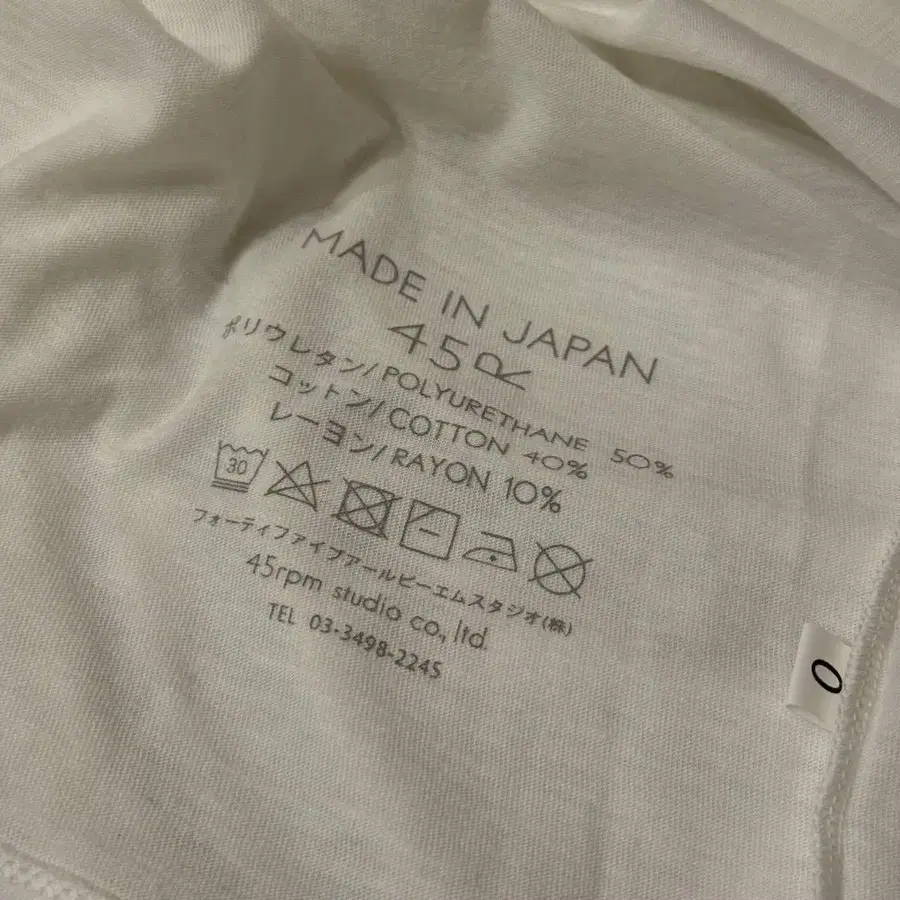 MADE IN JAPAN
45R
ポリウレタン/POLYURETHANE 50%
コットン/COTTON 40%
レーヨン/RAYON 10%
30
フォーティファイブアールピーエムスタジオ(株)
45rpm studio co., ltd.
TEL 03-3498-2245
0